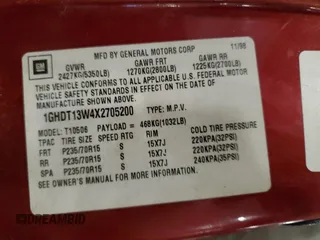 GM
MFD BY GENERAL MOTORS CORP 11/98
GVWR GAWR FRT GAWR RR
2427KG(5350LB) 1270KG(2800LB) 1225KG(2700LB)
THIS VEHICLE CONFORMS TO ALL APPLICABLE U.S. FEDERAL MOTOR
VEHICLE SAFETY STANDARDS IN EFFECT ON THE DATE OF
MANUFACTURE SHOWN ABOVE.
1GHDT13W4X2705200 TYPE: M.P.V.
MODEL: T10506 PAYLOAD = 468KG(1032LB)
TPAC TIRE SIZE SPEED RTG RIM COLD TIRE PRESSURE
FRT P235/70R15 S 15X7J 220KPA(32PSI)
RR P235/70R15 S 15X7J 220KPA(32PSI)
SPA P235/70R15 S 15X7J 240KPA(35PSI)
SEE OWNER'S MANUAL FOR MORE INFORMATION.
DREAMBID